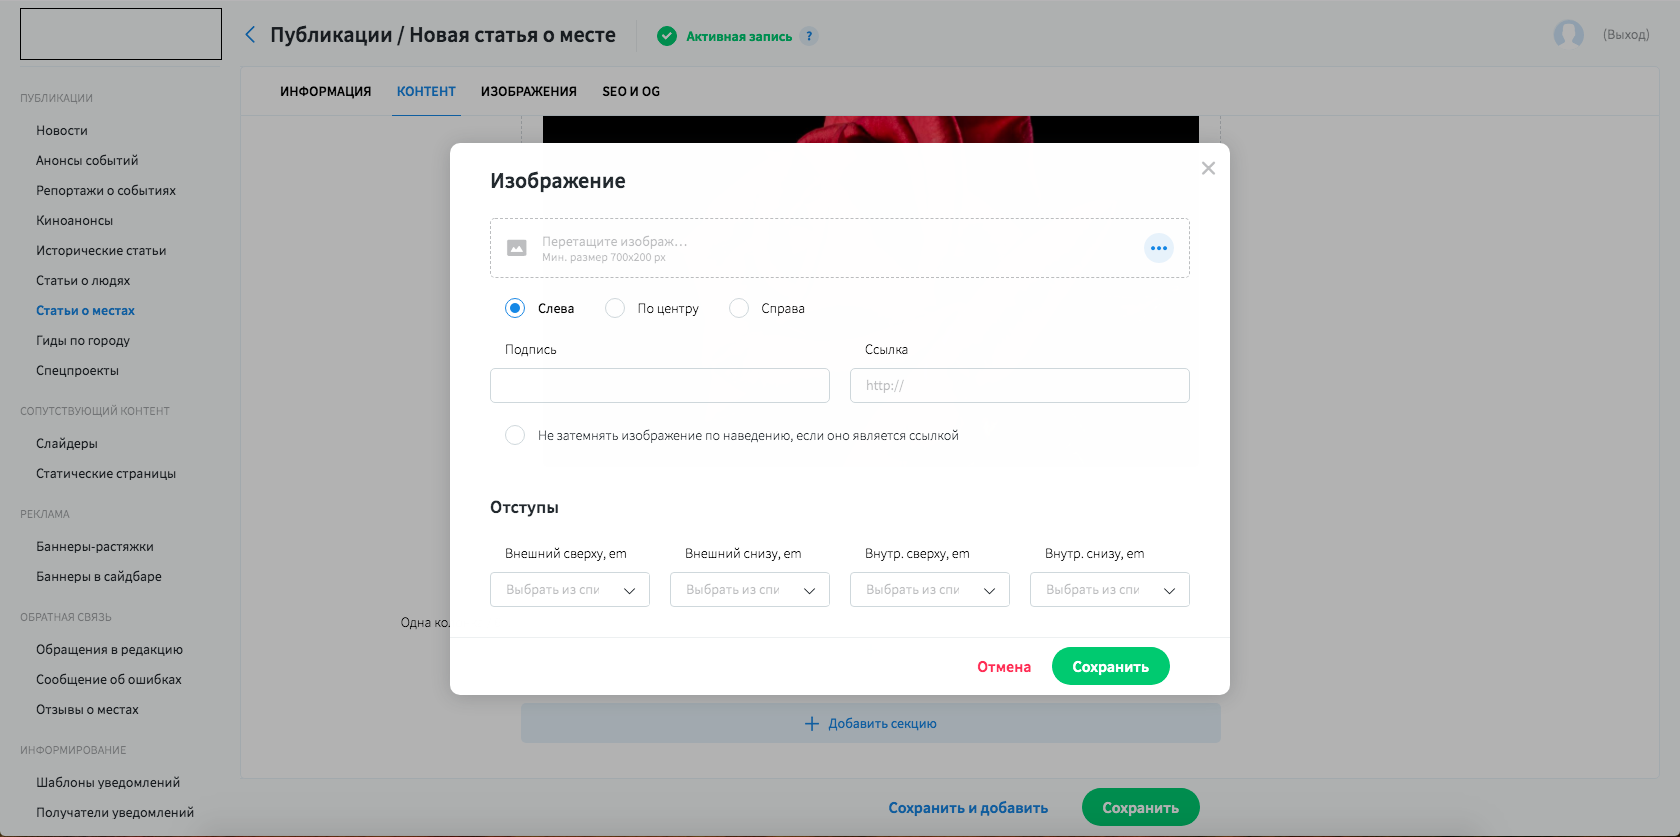 Публикации / Новая статья о месте
Активная запись ?
(Выход)
ИНФОРМАЦИЯ КОНТЕНТ ИЗОБРАЖЕНИЯ SEO И OG
ПУБЛИКАЦИИ
Новости
Анонсы событий
Репортажи о событиях
Киноанонсы
Исторические статьи
Статьи о людях
Статьи о местах
Гиды по городу
Спецпроекты
СОПУТСТВУЮЩИЙ КОНТЕНТ
Слайдеры
Статические страницы
РЕКЛАМА
Баннеры-растяжки
Баннеры в сайдбаре
ОБРАТНАЯ СВЯЗЬ
Обращения в редакцию
Сообщение об ошибках
Отзывы о местах
ИНФОРМИРОВАНИЕ
Шаблоны уведомлений
Получатели уведомлений
Изображение
Перетащите изображ...
Мин. размер 700x200 px
Слева По центру Справа
Подпись Ссылка
http://
Не затемнять изображение по наведению, если оно является ссылкой
Отступы
Внешний сверху, em Внешний снизу, em Внутр. сверху, em Внутр. снизу, em
Выбрать из спи Выбрать из спи Выбрать из спи Выбрать из спи
Одна
Отмена Сохранить
Добавить секцию
Сохранить и добавить Сохранить